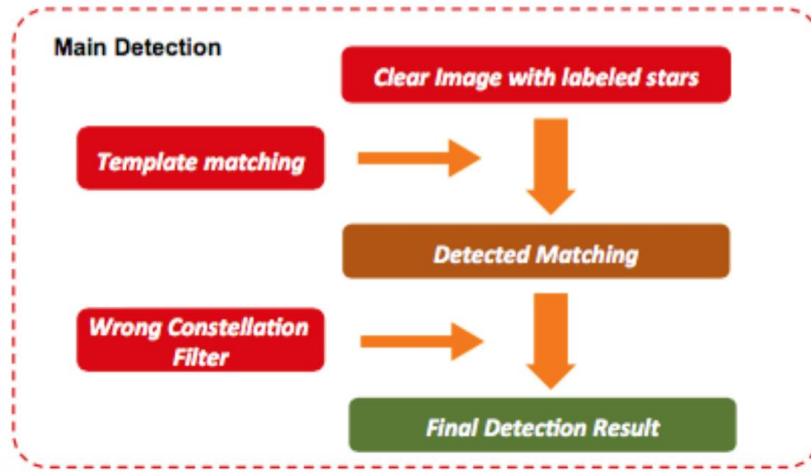 Main Detection
Clear Image with labeled stars
Template matching
Detected Matching
Wrong Constellation
Filter
Final Detection Result